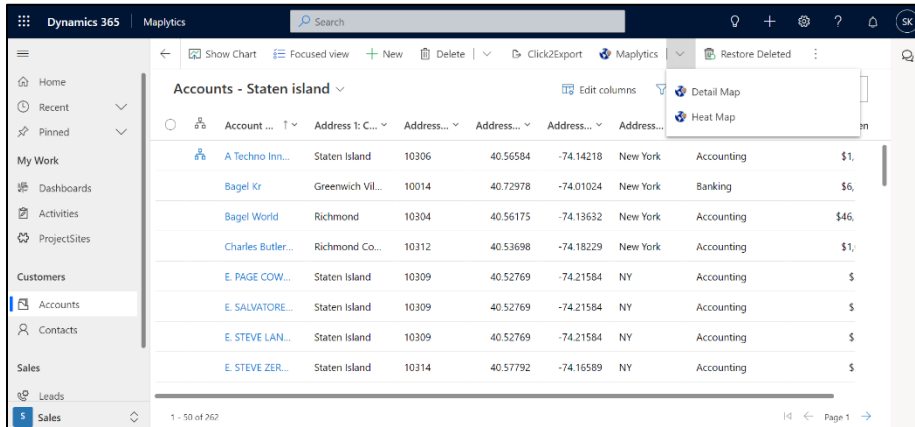 Dynamics 365 Maplytics Search SK
Show Chart Focused view New Delete Click2Export Maplytics Restore Deleted
Home
Recent
Pinned
My Work
Dashboards
Activities
ProjectSites
Customers
Accounts
Contacts
Sales
Leads
S Sales
Accounts - Staten island Edit columns
Detail Map
Heat Map
Account ... Address 1: C... Address... Address... Address... Address...
A Techno Inn... Staten Island 10306 40.56584 -74.14218 New York Accounting $1,
Bagel Kr Greenwich Vil... 10014 40.72978 -74.01024 New York Banking $6,
Bagel World Richmond 10304 40.56175 -74.13632 New York Accounting $46,
Charles Butler... Richmond Co... 10312 40.53698 -74.18229 New York Accounting $1,
E. PAGE COW... Staten Island 10309 40.52769 -74.21584 NY Accounting $
E. SALVATORE... Staten Island 10309 40.52769 -74.21584 NY Accounting $
E. STEVE LAN... Staten Island 10309 40.52769 -74.21584 NY Accounting $
E. STEVE ZER... Staten Island 10314 40.57792 -74.16589 NY Accounting $
1 - 50 of 262 Page 1